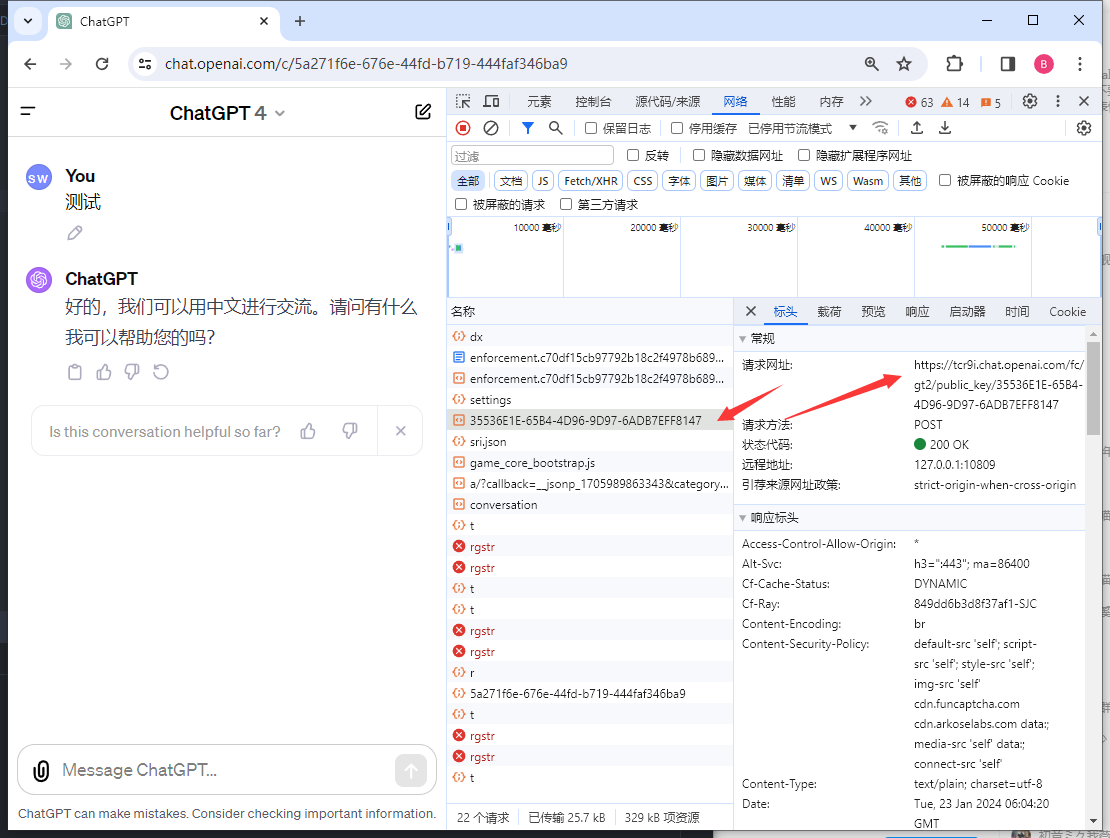 ChatGPT
chat.openai.com/c/5a271f6e-676e-44fd-b719-444faf346ba9
B
ChatGPT 4
SW
You
测试
ChatGPT
好的，我们可以用中文进行交流。请问有什么
我可以帮助您的吗？
Is this conversation helpful so far?
Message ChatGPT...
ChatGPT can make mistakes. Consider checking important information.
元素 控制台 源代码/来源 网络 性能 内存 63 14 5
保留日志 停用缓存 已停用节流模式
过滤 反转 隐藏数据网址 隐藏扩展程序网址
全部 文档 JS Fetch/XHR CSS 字体 图片 媒体 清单 WS Wasm 其他 被屏蔽的响应 Cookie
被屏蔽的请求 第三方请求
10000 毫秒 20000 毫秒 30000 毫秒 40000 毫秒 50000 毫秒
名称
dx
enforcement.c70df15cb97792b18c2f4978b689...
enforcement.c70df15cb97792b18c2f4978b689...
settings
35536E1E-65B4-4D96-9D97-6ADB7EFF8147
sri.json
game_core_bootstrap.js
a/?callback=__jsonp_1705989863343&category...
conversation
t
rgstr
rgstr
t
t
rgstr
rgstr
r
5a271f6e-676e-44fd-b719-444faf346ba9
t
rgstr
rgstr
t
22 个请求 已传输 25.7 kB 329 kB 项资源
标头 载荷 预览 响应 启动器 时间 Cookie
常规
请求网址: https://tcr9i.chat.openai.com/fc/
gt2/public_key/35536E1E-65B4-
4D96-9D97-6ADB7EFF8147
请求方法: POST
状态代码: 200 OK
远程地址: 127.0.0.1:10809
引荐来源网址政策: strict-origin-when-cross-origin
响应标头
Access-Control-Allow-Origin: *
Alt-Svc: h3=":443"; ma=86400
Cf-Cache-Status: DYNAMIC
Cf-Ray: 849dd6b3d8f37af1-SJC
Content-Encoding: br
Content-Security-Policy: default-src 'self'; script-
src 'self'; style-src 'self';
img-src 'self'
cdn.funcaptcha.com
cdn.arkoselabs.com data:;
media-src 'self' data:;
connect-src 'self'
Content-Type: text/plain; charset=utf-8
Date: Tue, 23 Jan 2024 06:04:20
GMT